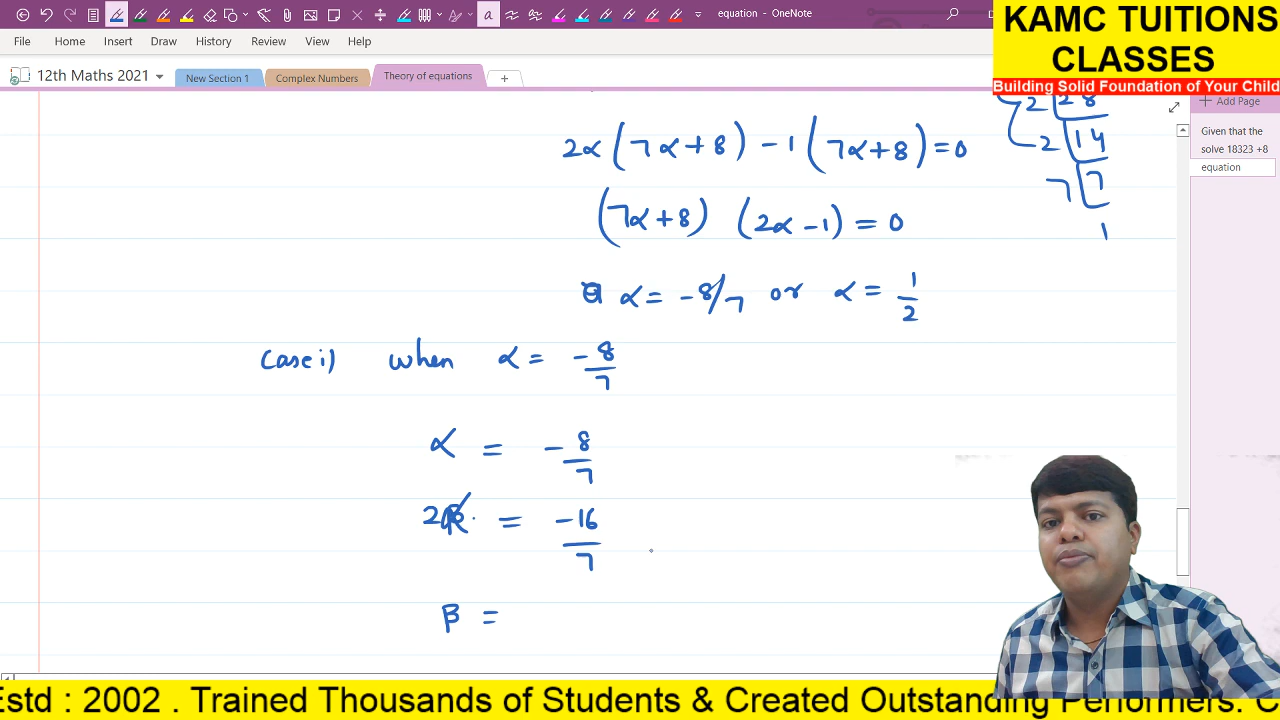 equation - OneNote
KAMC TUITIONS
CLASSES
Building Solid Foundation of Your Child
File Home Insert Draw History Review View Help
12th Maths 2021
New Section 1
Complex Numbers
Theory of equations
Add Page
Given that the
solve 18323 +8
equation
2 28
2 14
7 7
1
2α(7α+8) -1(7α+8)=0
(7α+8) (2α-1) = 0
α = -8/7 or α = 1/2
Case i) when α = -8/7
α = -8/7
2α = -16/7
β =
Estd : 2002 . Trained Thousands of Students & Created Outstanding Performers. C